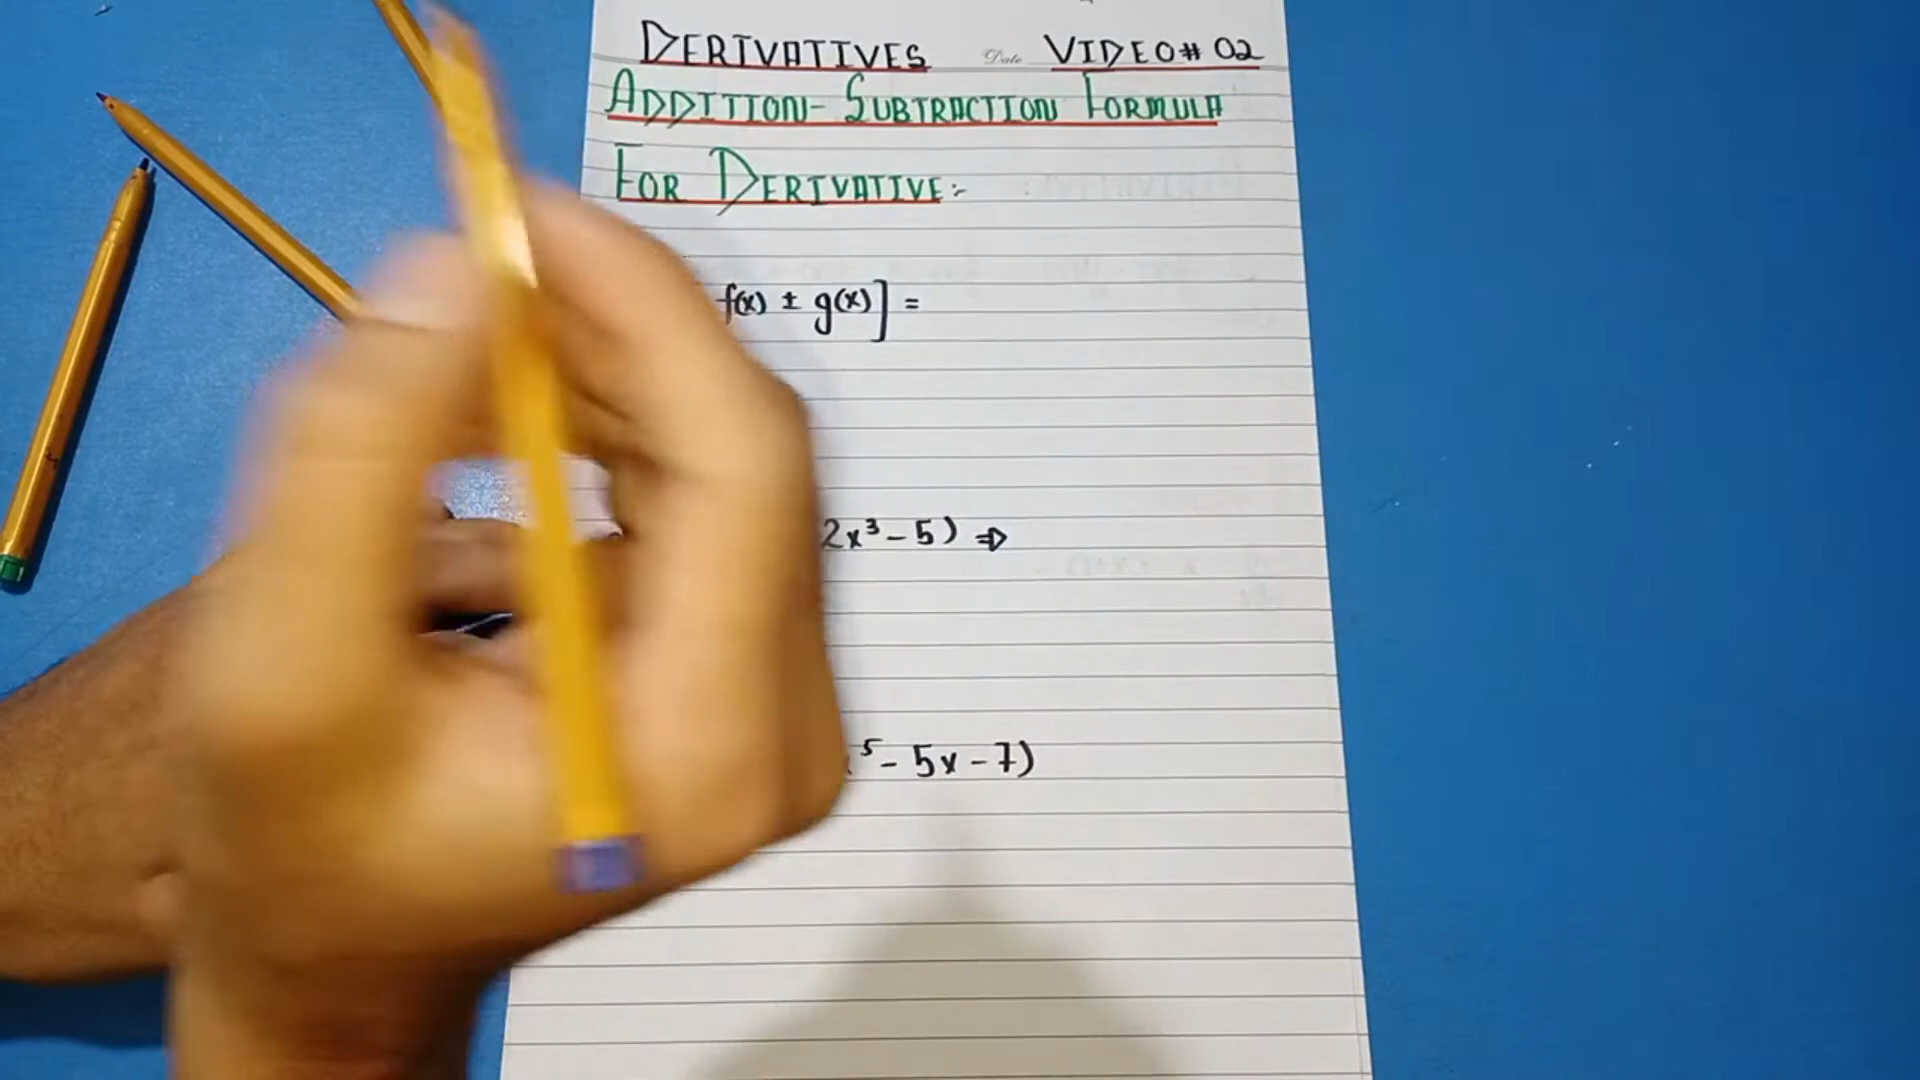 DERIVATIVES Date VIDEO# 02
ADDITION- SUBTRACTION FORMULA
FOR DERIVATIVE:-
f(x) ± g(x)] =
2x³ - 5) ⇒
⁵ - 5x - 7)